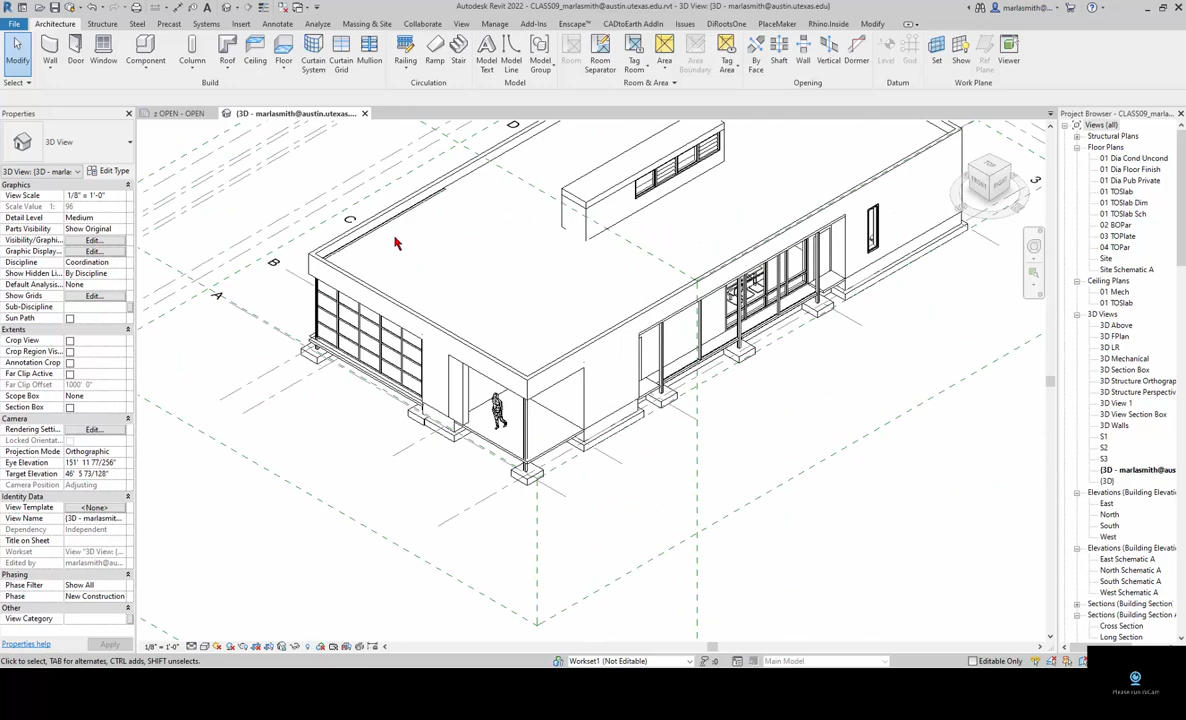 Autodesk Revit 2022 - CLASS09_marlasmith@austin.utexas.edu.rvt - 3D View: {3D - marlasmith@austin.utexas.edu}
marlasmith@...
File Architecture Structure Steel Precast Systems Insert Annotate Analyze Massing & Site Collaborate View Manage Add-Ins Enscape™ CADtoEarth AddIn Issues DiRootsOne PlaceMaker Rhino.Inside Modify
Modify Wall Door Window Component Column Roof Ceiling Floor Curtain System Curtain Grid Mullion Railing Ramp Stair Model Text Model Line Model Group Room Room Separator Tag Room Area Area Boundary Tag Area By Face Shaft Wall Vertical Dormer Level Grid Set Show Ref Plane Viewer
Select Build Circulation Model Room & Area Opening Datum Work Plane
Properties
z OPEN - OPEN
{3D - marlasmith@austin.utexas....
3D View
3D View: {3D - marla:
Edit Type
Graphics
View Scale 1/8" = 1'-0"
Scale Value 1: 96
Detail Level Medium
Parts Visibility Show Original
Visibility/Graphi... Edit...
Graphic Display... Edit...
Discipline Coordination
Show Hidden Li... By Discipline
Default Analysis... None
Show Grids Edit...
Sub-Discipline
Sun Path
Extents
Crop View
Crop Region Vis...
Annotation Crop
Far Clip Active
Far Clip Offset 1000' 0"
Scope Box None
Section Box
Camera
Rendering Setti... Edit...
Locked Orientat...
Projection Mode Orthographic
Eye Elevation 151' 11 77/256"
Target Elevation 46' 5 73/128"
Camera Position Adjusting
Identity Data
View Template <None>
View Name {3D - marlasmit...
Dependency Independent
Title on Sheet
Workset View "3D View: {...
Edited by marlasmith@au...
Phasing
Phase Filter Show All
Phase New Construction
Other
View Category
Properties help
Apply
D
C
B
A
3
TOP
FRONT
RIGHT
Project Browser - CLASS09_marla...
Views (all)
Structural Plans
Floor Plans
01 Dia Cond Uncond
01 Dia Floor Finish
01 Dia Pub Private
01 TOSlab
01 TOSlab Dim
01 TOSlab Sch
02 BOPar
03 TOPlate
04 TOPar
Site
Site Schematic A
Ceiling Plans
01 Mech
01 TOSlab
3D Views
3D Above
3D FPlan
3D LR
3D Mechanical
3D Section Box
3D Structure Orthograp
3D Structure Perspectiv
3D View 1
3D View Section Box
3D Walls
S1
S2
S3
{3D - marlasmith@aust
{3D}
Elevations (Building Elevatio
East
North
South
West
Elevations (Building Elevatio
East Schematic A
North Schematic A
South Schematic A
West Schematic A
Sections (Building Section)
Sections (Building Section
Cross Section
Long Section
1/8" = 1'-0"
Click to select, TAB for alternates, CTRL adds, SHIFT unselects.
Workset1 (Not Editable)
:0
Main Model
Editable Only
Please run iVCam